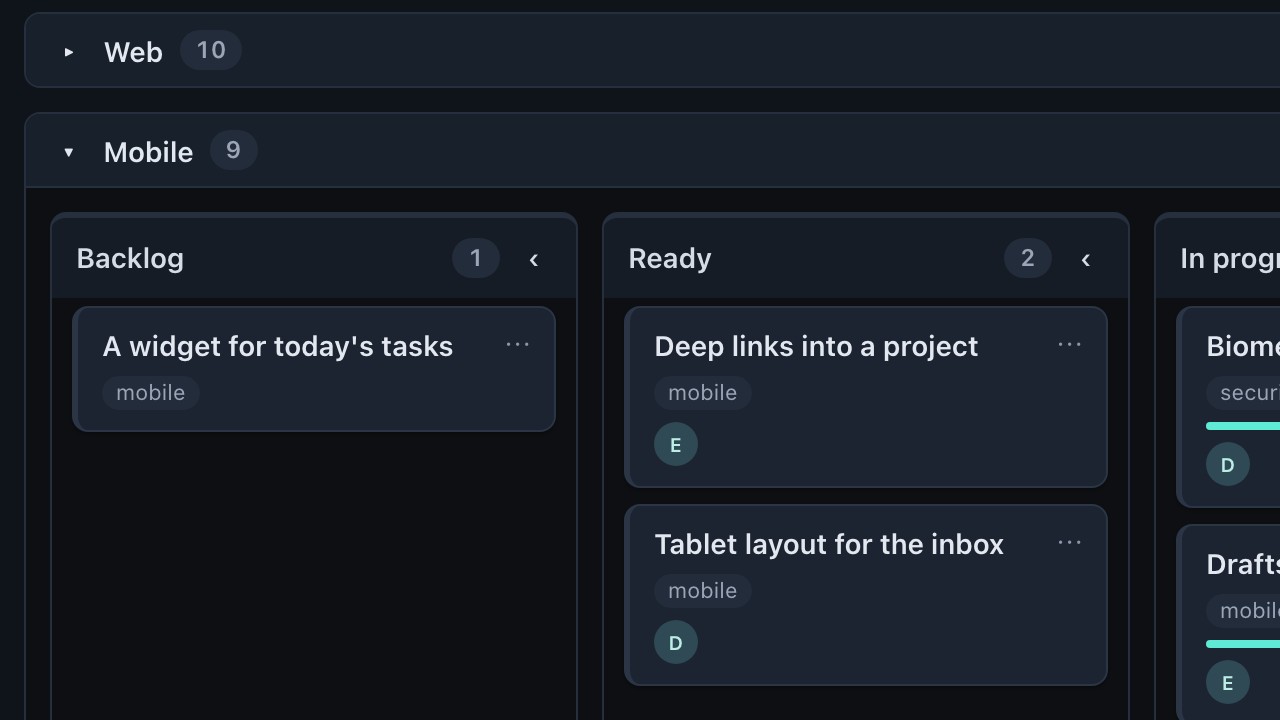 Web 10
Mobile 9
Backlog 1
A widget for today's tasks
mobile
Ready 2
Deep links into a project
mobile
E
Tablet layout for the inbox
mobile
D
In
D
E